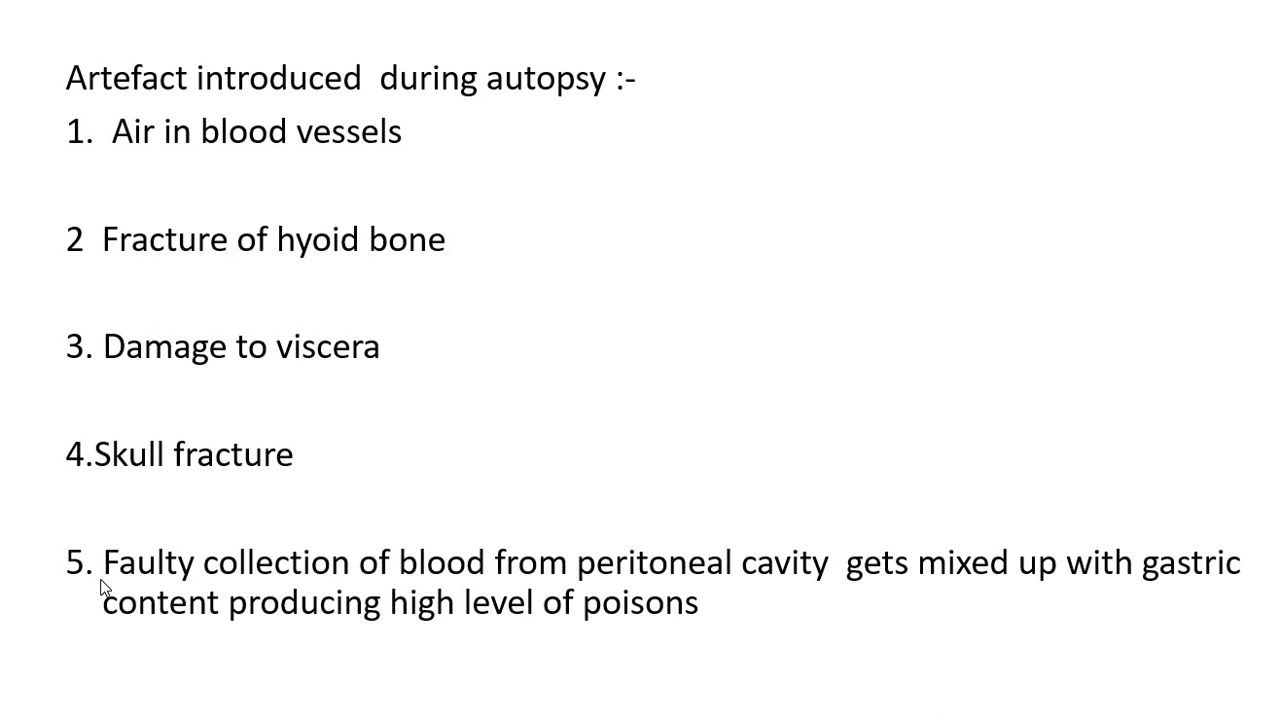 Artefact introduced  during autopsy :-
1.  Air in blood vessels
2  Fracture of hyoid bone
3. Damage to viscera
4.Skull fracture
5. Faulty collection of blood from peritoneal cavity  gets mixed up with gastric
content producing high level of poisons